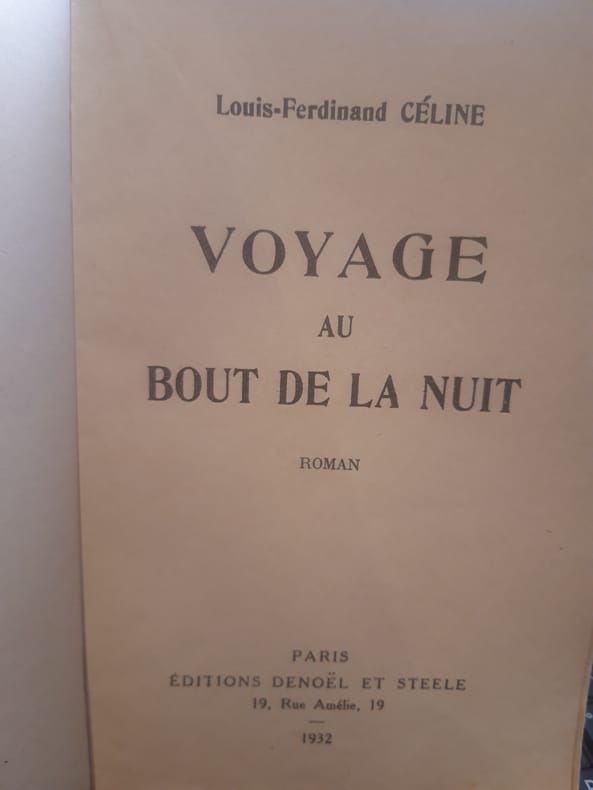 Louis-Ferdinand CÉLINE
VOYAGE
AU
BOUT DE LA NUIT
ROMAN
PARIS
ÉDITIONS DENOËL ET STEELE
19, Rue Amélie, 19
1932